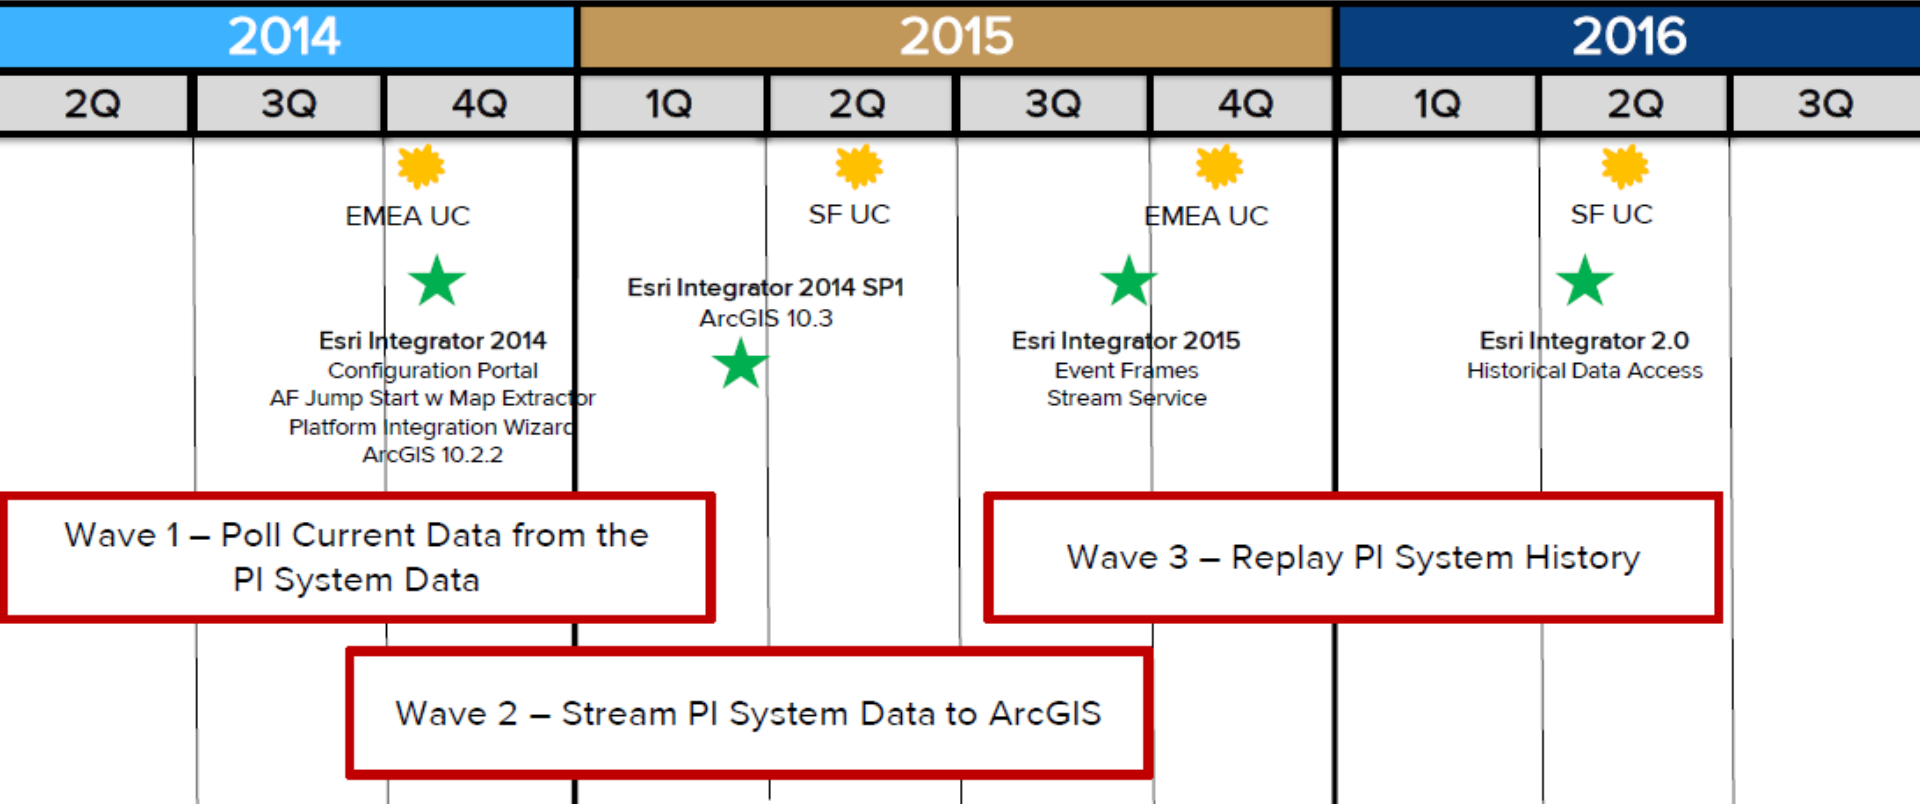 2014 2015 2016
2Q 3Q 4Q 1Q 2Q 3Q 4Q 1Q 2Q 3Q
EMEA UC
SF UC
EMEA UC
SF UC
Esri Integrator 2014
Configuration Portal
AF Jump Start w Map Extractor
Platform Integration Wizard
ArcGIS 10.2.2
Esri Integrator 2014 SP1
ArcGIS 10.3
Esri Integrator 2015
Event Frames
Stream Service
Esri Integrator 2.0
Historical Data Access
Wave 1 – Poll Current Data from the
PI System Data
Wave 3 – Replay PI System History
Wave 2 – Stream PI System Data to ArcGIS